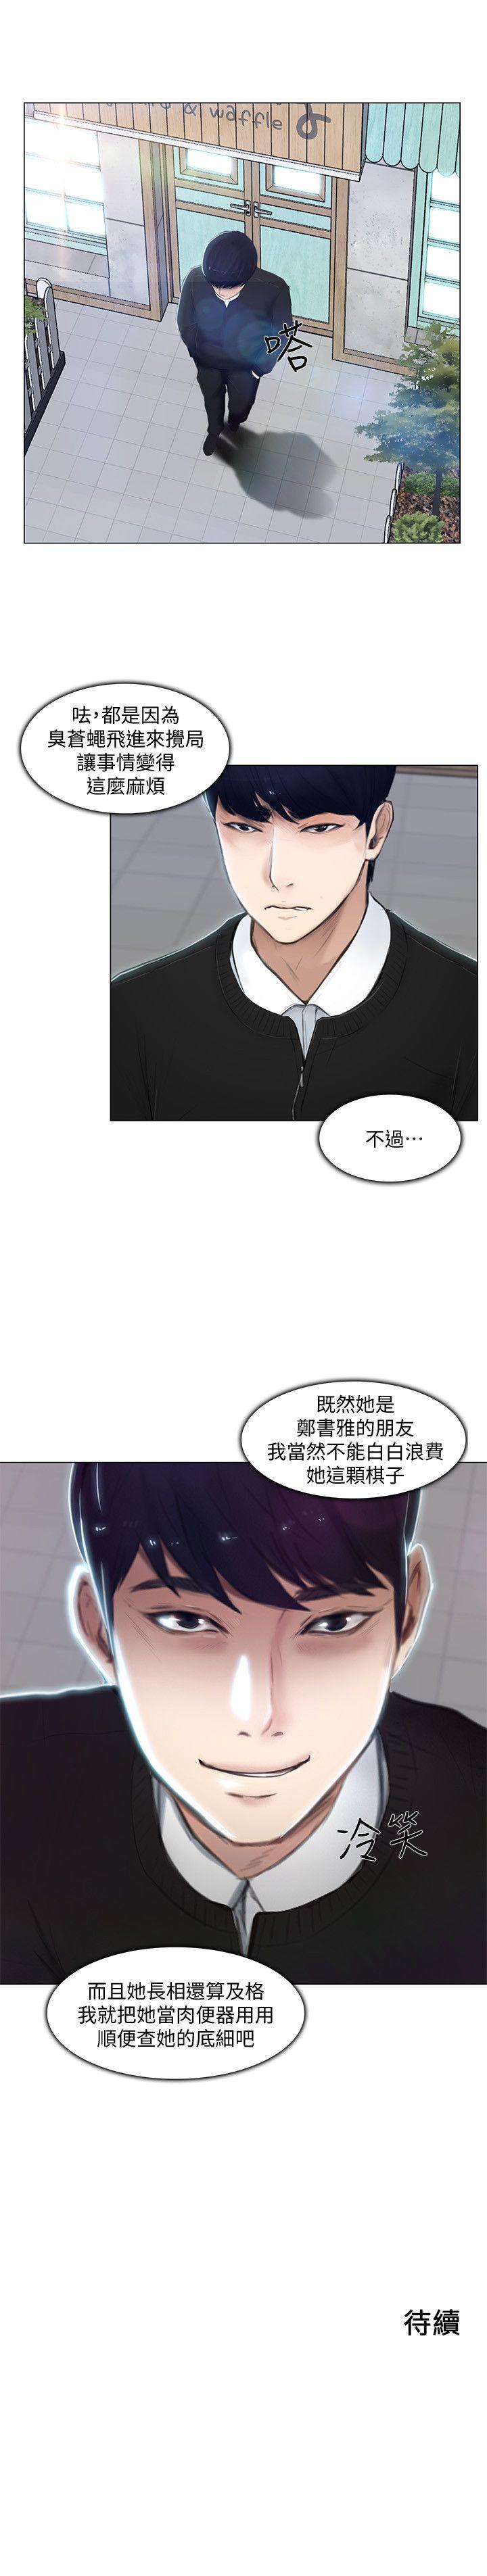 & waffle
嗒
呿，都是因為
臭蒼蠅飛進來攪局
讓事情變得
這麼麻煩
不過…
既然她是
鄭書雅的朋友
我當然不能白白浪費
她這顆棋子
冷笑
而且她長相還算及格
我就把她當肉便器用用
順便查她的底細吧
待續